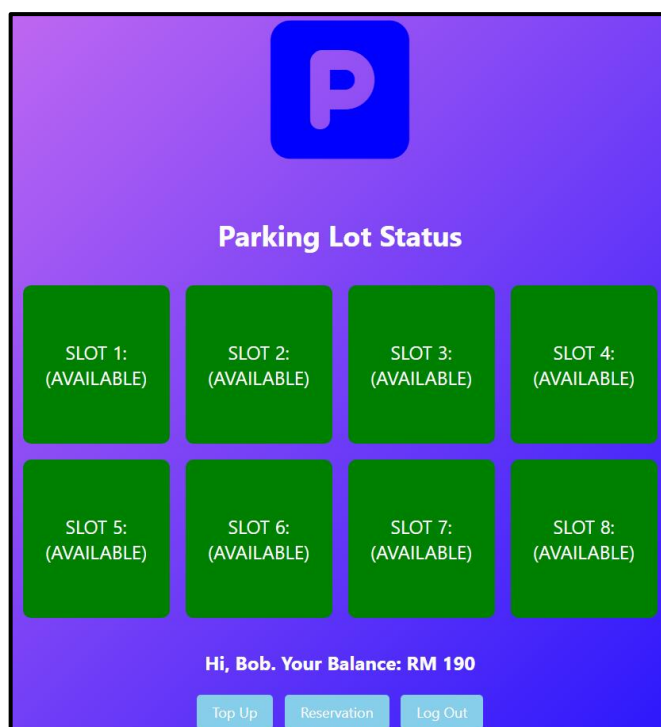 P
Parking Lot Status
SLOT 1:
(AVAILABLE)
SLOT 2:
(AVAILABLE)
SLOT 3:
(AVAILABLE)
SLOT 4:
(AVAILABLE)
SLOT 5:
(AVAILABLE)
SLOT 6:
(AVAILABLE)
SLOT 7:
(AVAILABLE)
SLOT 8:
(AVAILABLE)
Hi, Bob. Your Balance: RM 190
Top Up
Reservation
Log Out